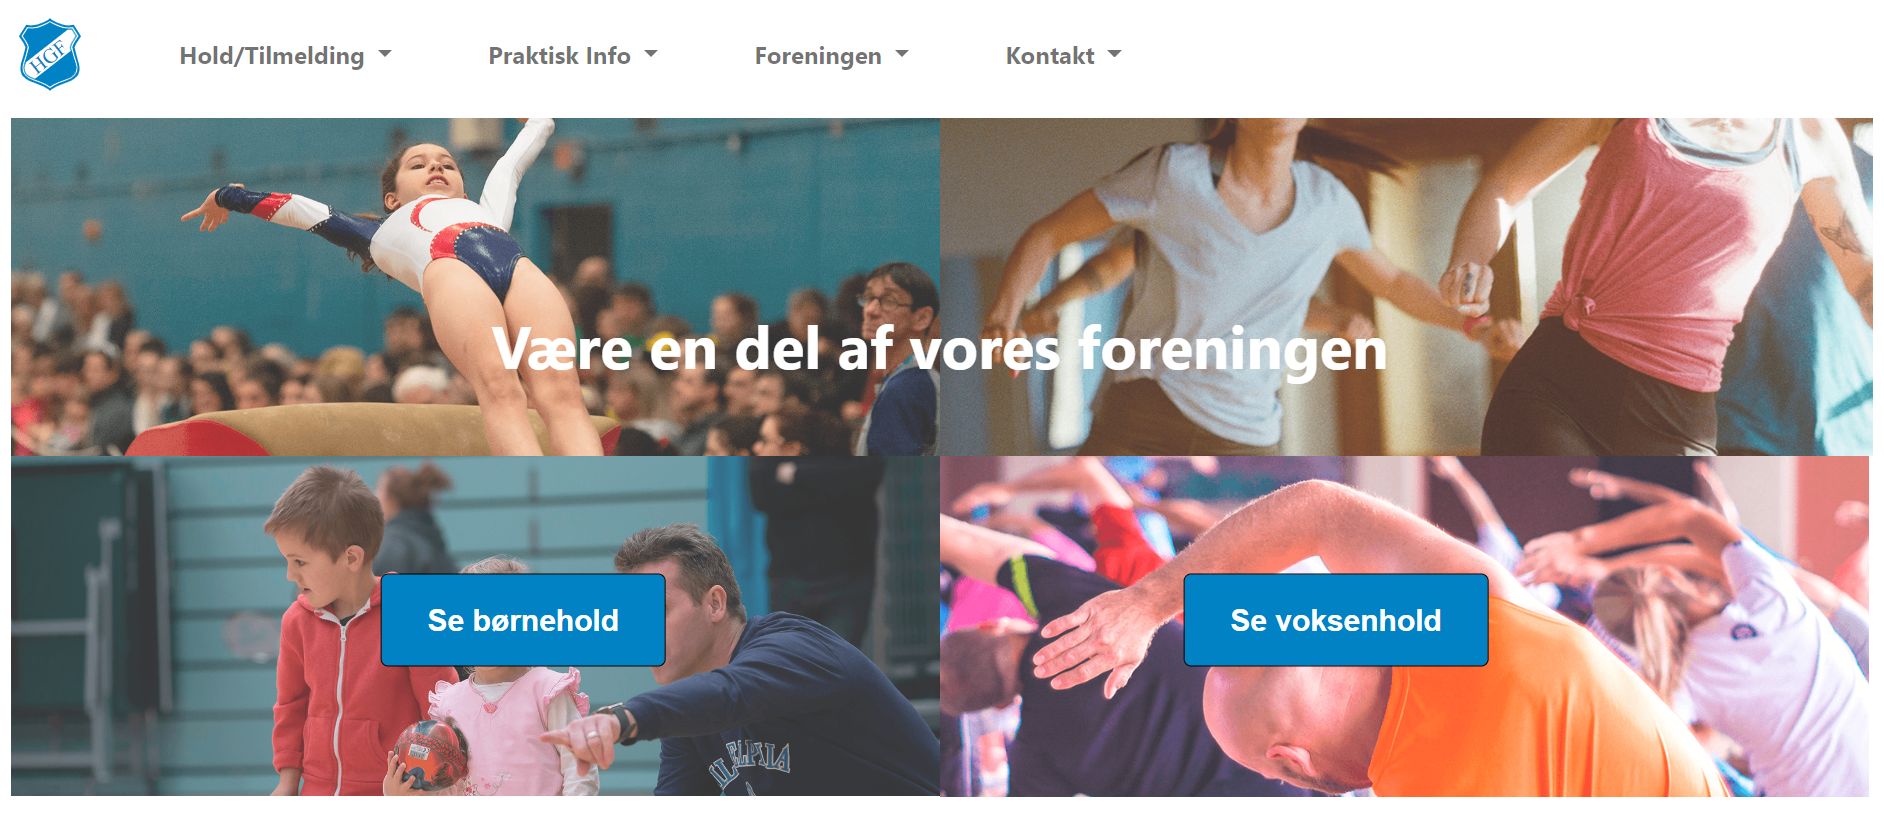 HGF
Hold/Tilmelding
Praktisk Info
Foreningen
Kontakt
Være en del af vores foreningen
Se børnehold
Se voksenhold